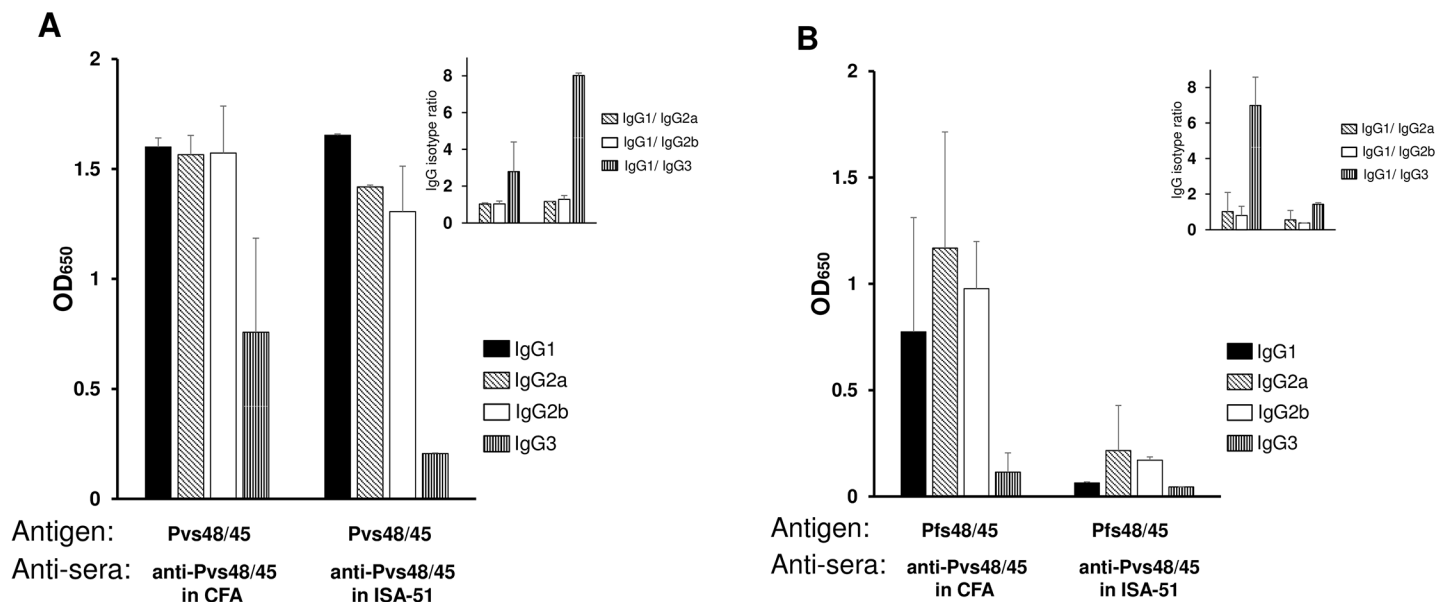 A
2
1.5
1
0.5
0
OD650
8
6
4
2
0
IgG isotype ratio
IgG1/ IgG2a
IgG1/ IgG2b
IgG1/ IgG3
IgG1
IgG2a
IgG2b
IgG3
Antigen: Pvs48/45 Pvs48/45
Anti-sera: anti-Pvs48/45 anti-Pvs48/45
in CFA in ISA-51
B
2
1.5
1
0.5
0
OD650
8
6
4
2
0
IgG isotype ratio
IgG1/ IgG2a
IgG1/ IgG2b
IgG1/ IgG3
IgG1
IgG2a
IgG2b
IgG3
Antigen: Pfs48/45 Pfs48/45
Anti-sera: anti-Pvs48/45 anti-Pvs48/45
in CFA in ISA-51